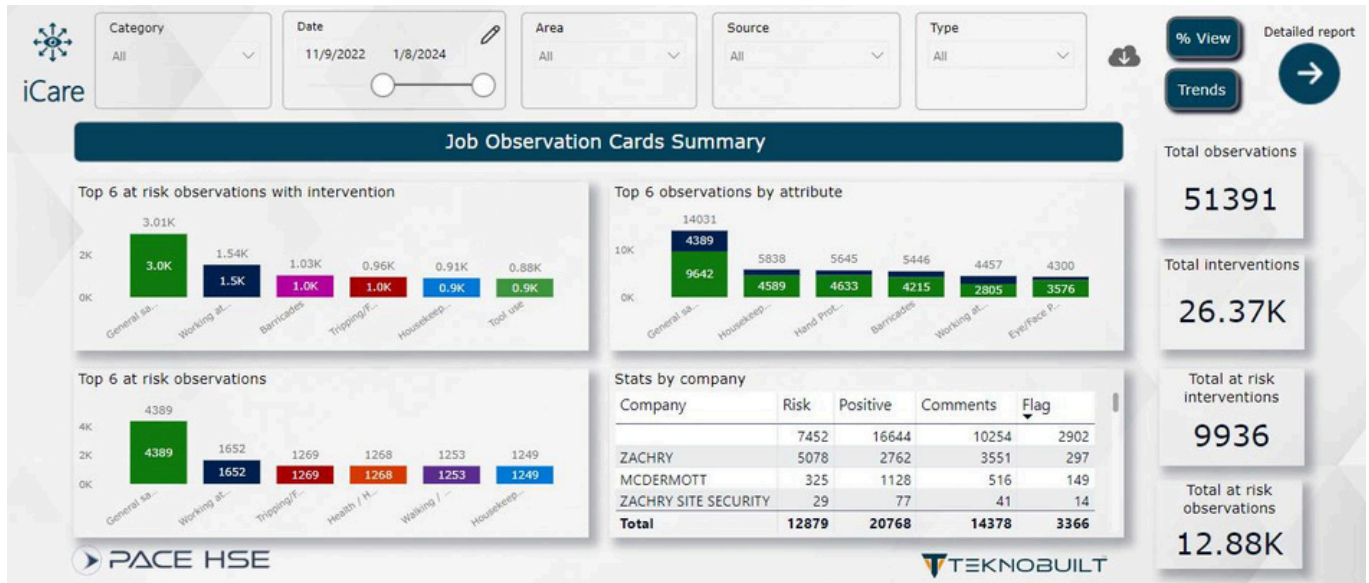 iCare
Category
All
Date
11/9/2022 1/8/2024
Area
All
Source
All
Type
All
% View
Trends
Detailed report
Job Observation Cards Summary
Top 6 at risk observations with intervention
2K
0K
3.01K 1.54K 1.03K 0.96K 0.91K 0.88K
3.0K 1.5K 1.0K 1.0K 0.9K 0.9K
General sa... Working at... Barricades Tripping/F... Housekeep... Tool use
Top 6 observations by attribute
10K
0K
14031 5838 5645 5446 4457 4300
4389
9642 4589 4633 4215 2805 3576
General sa... Housekeep... Hand Prot... Barricades Working at... Eye/Face P...
Top 6 at risk observations
4K
2K
0K
4389 1652 1269 1268 1253 1249
4389 1652 1269 1268 1253 1249
General sa... Working at... Tripping/F... Health / H... Walking / ... Housekeep...
Stats by company
Company Risk Positive Comments Flag
7452 16644 10254 2902
ZACHRY 5078 2762 3551 297
MCDERMOTT 325 1128 516 149
ZACHRY SITE SECURITY 29 77 41 14
Total 12879 20768 14378 3366
Total observations
51391
Total interventions
26.37K
Total at risk
interventions
9936
Total at risk
observations
12.88K
PACE HSE
TEKNOBUILT